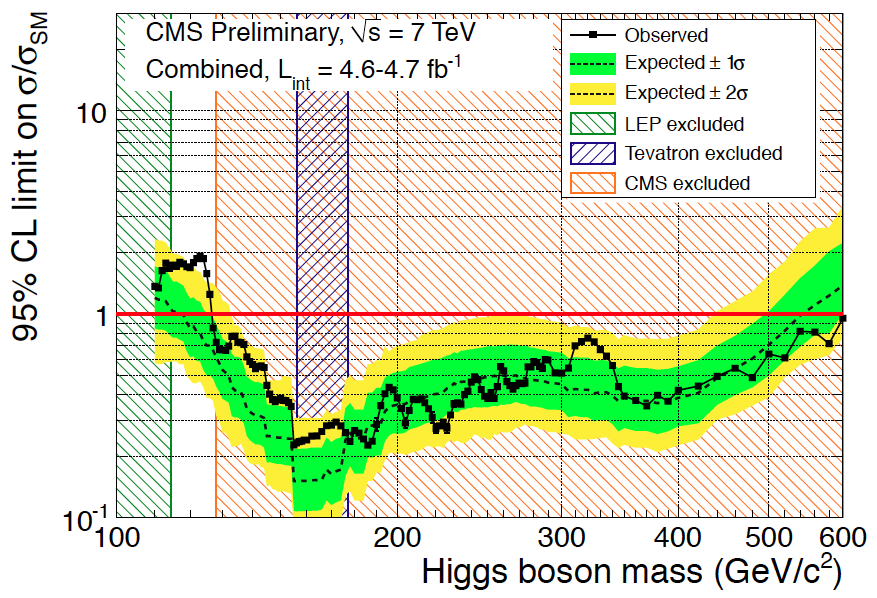 CMS Preliminary, √s = 7 TeV
Combined, L_int = 4.6-4.7 fb⁻¹
Observed
Expected ± 1σ
Expected ± 2σ
LEP excluded
Tevatron excluded
CMS excluded
95% CL limit on σ/σ_SM
10
1
10⁻¹
100 200 300 400 500 600
Higgs boson mass (GeV/c²)